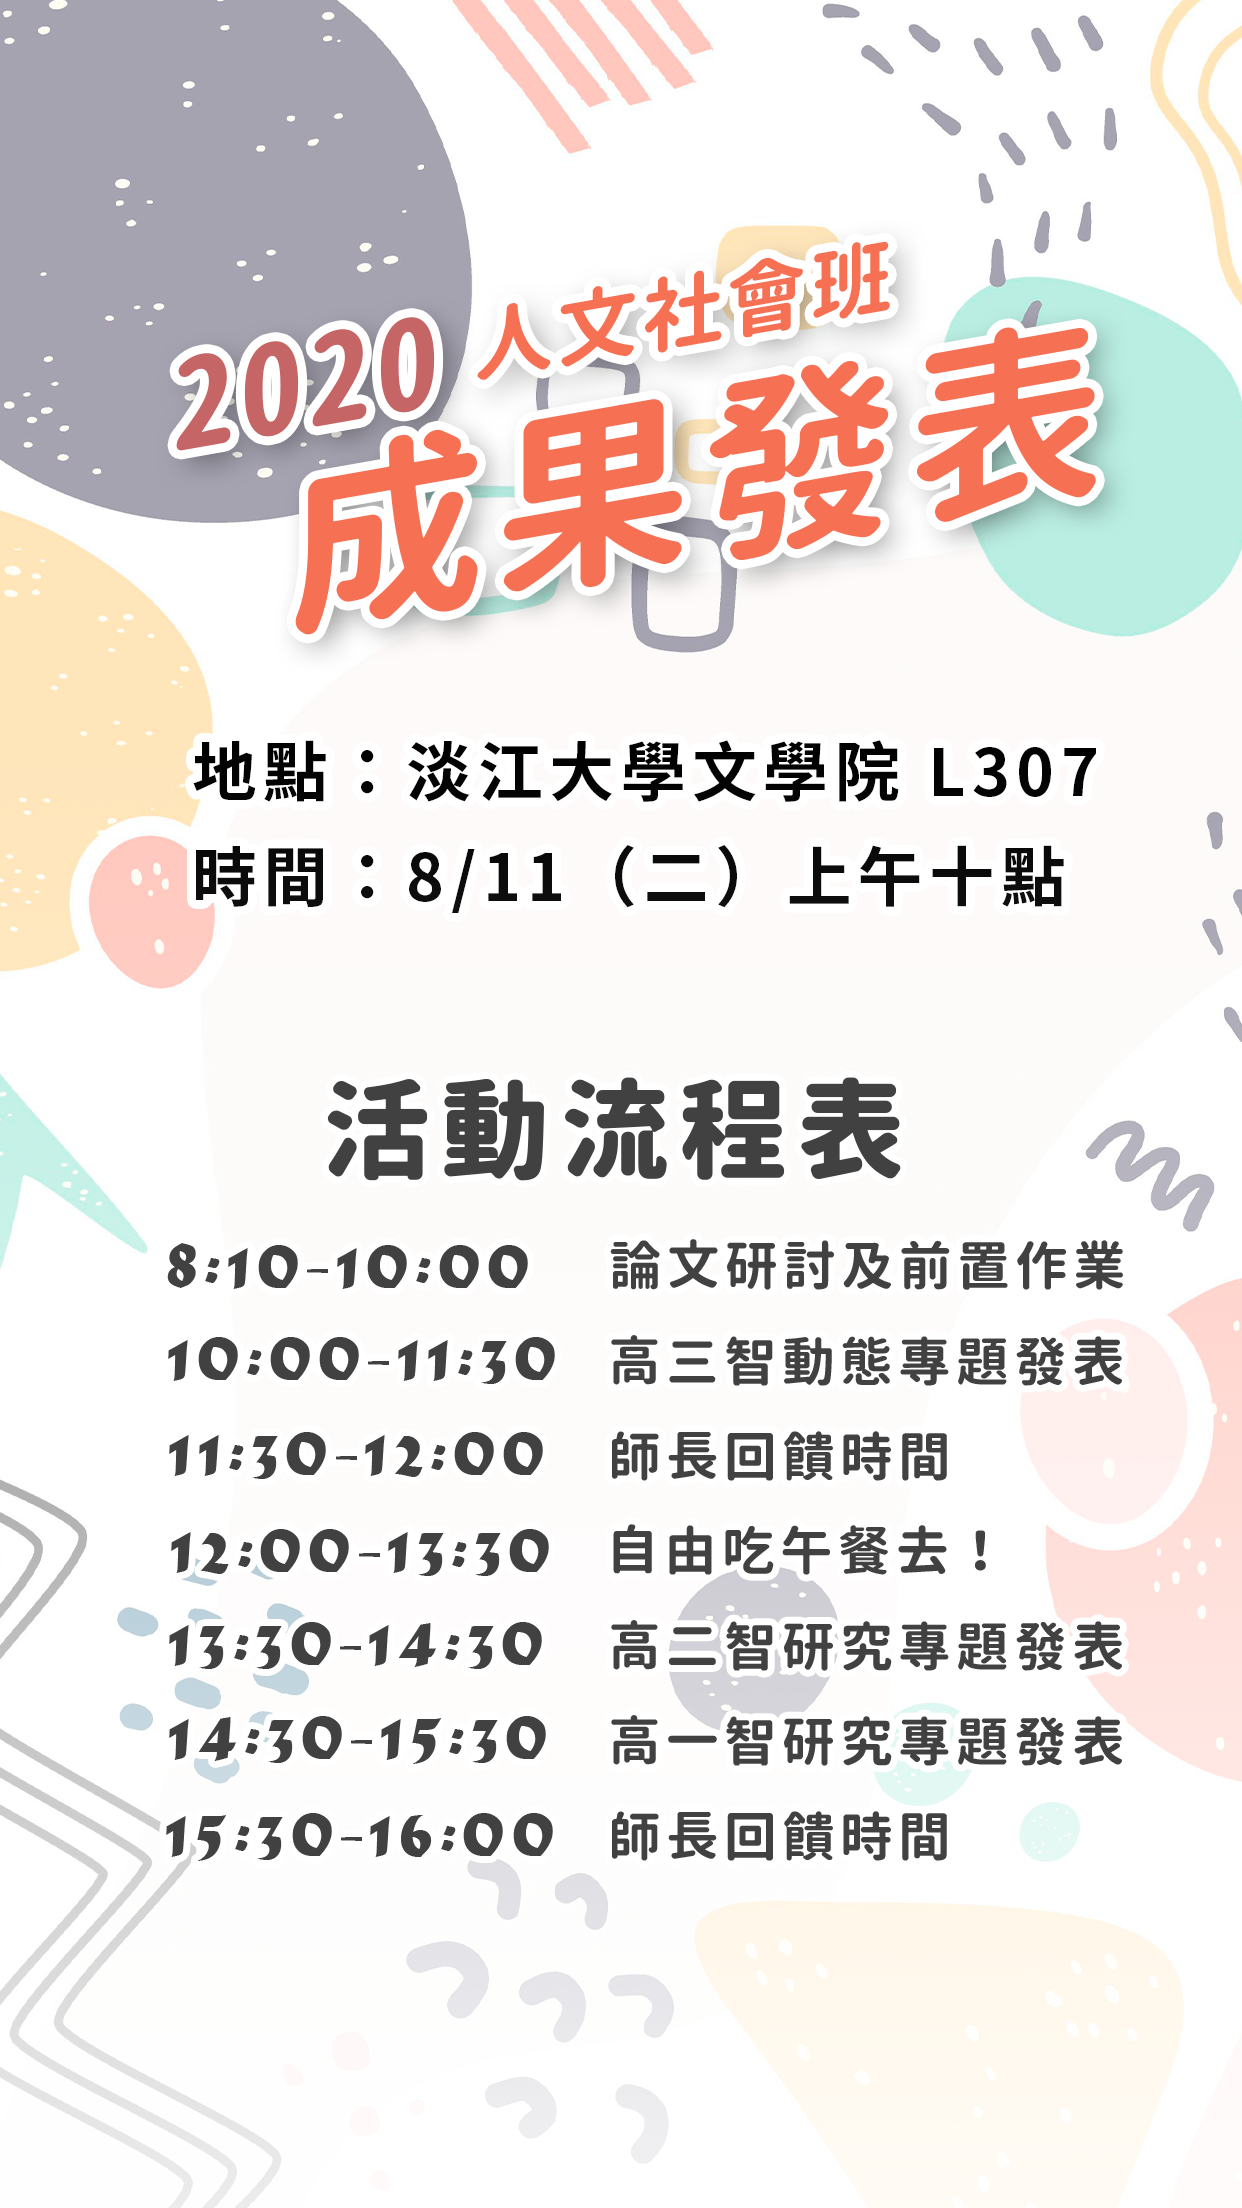 2020 人文社會班
成果發表
地點：淡江大學文學院 L307
時間：8/11（二）上午十點
活動流程表
8:10-10:00 論文研討及前置作業
10:00-11:30 高三智動態專題發表
11:30-12:00 師長回饋時間
12:00-13:30 自由吃午餐去！
13:30-14:30 高二智研究專題發表
14:30-15:30 高一智研究專題發表
15:30-16:00 師長回饋時間